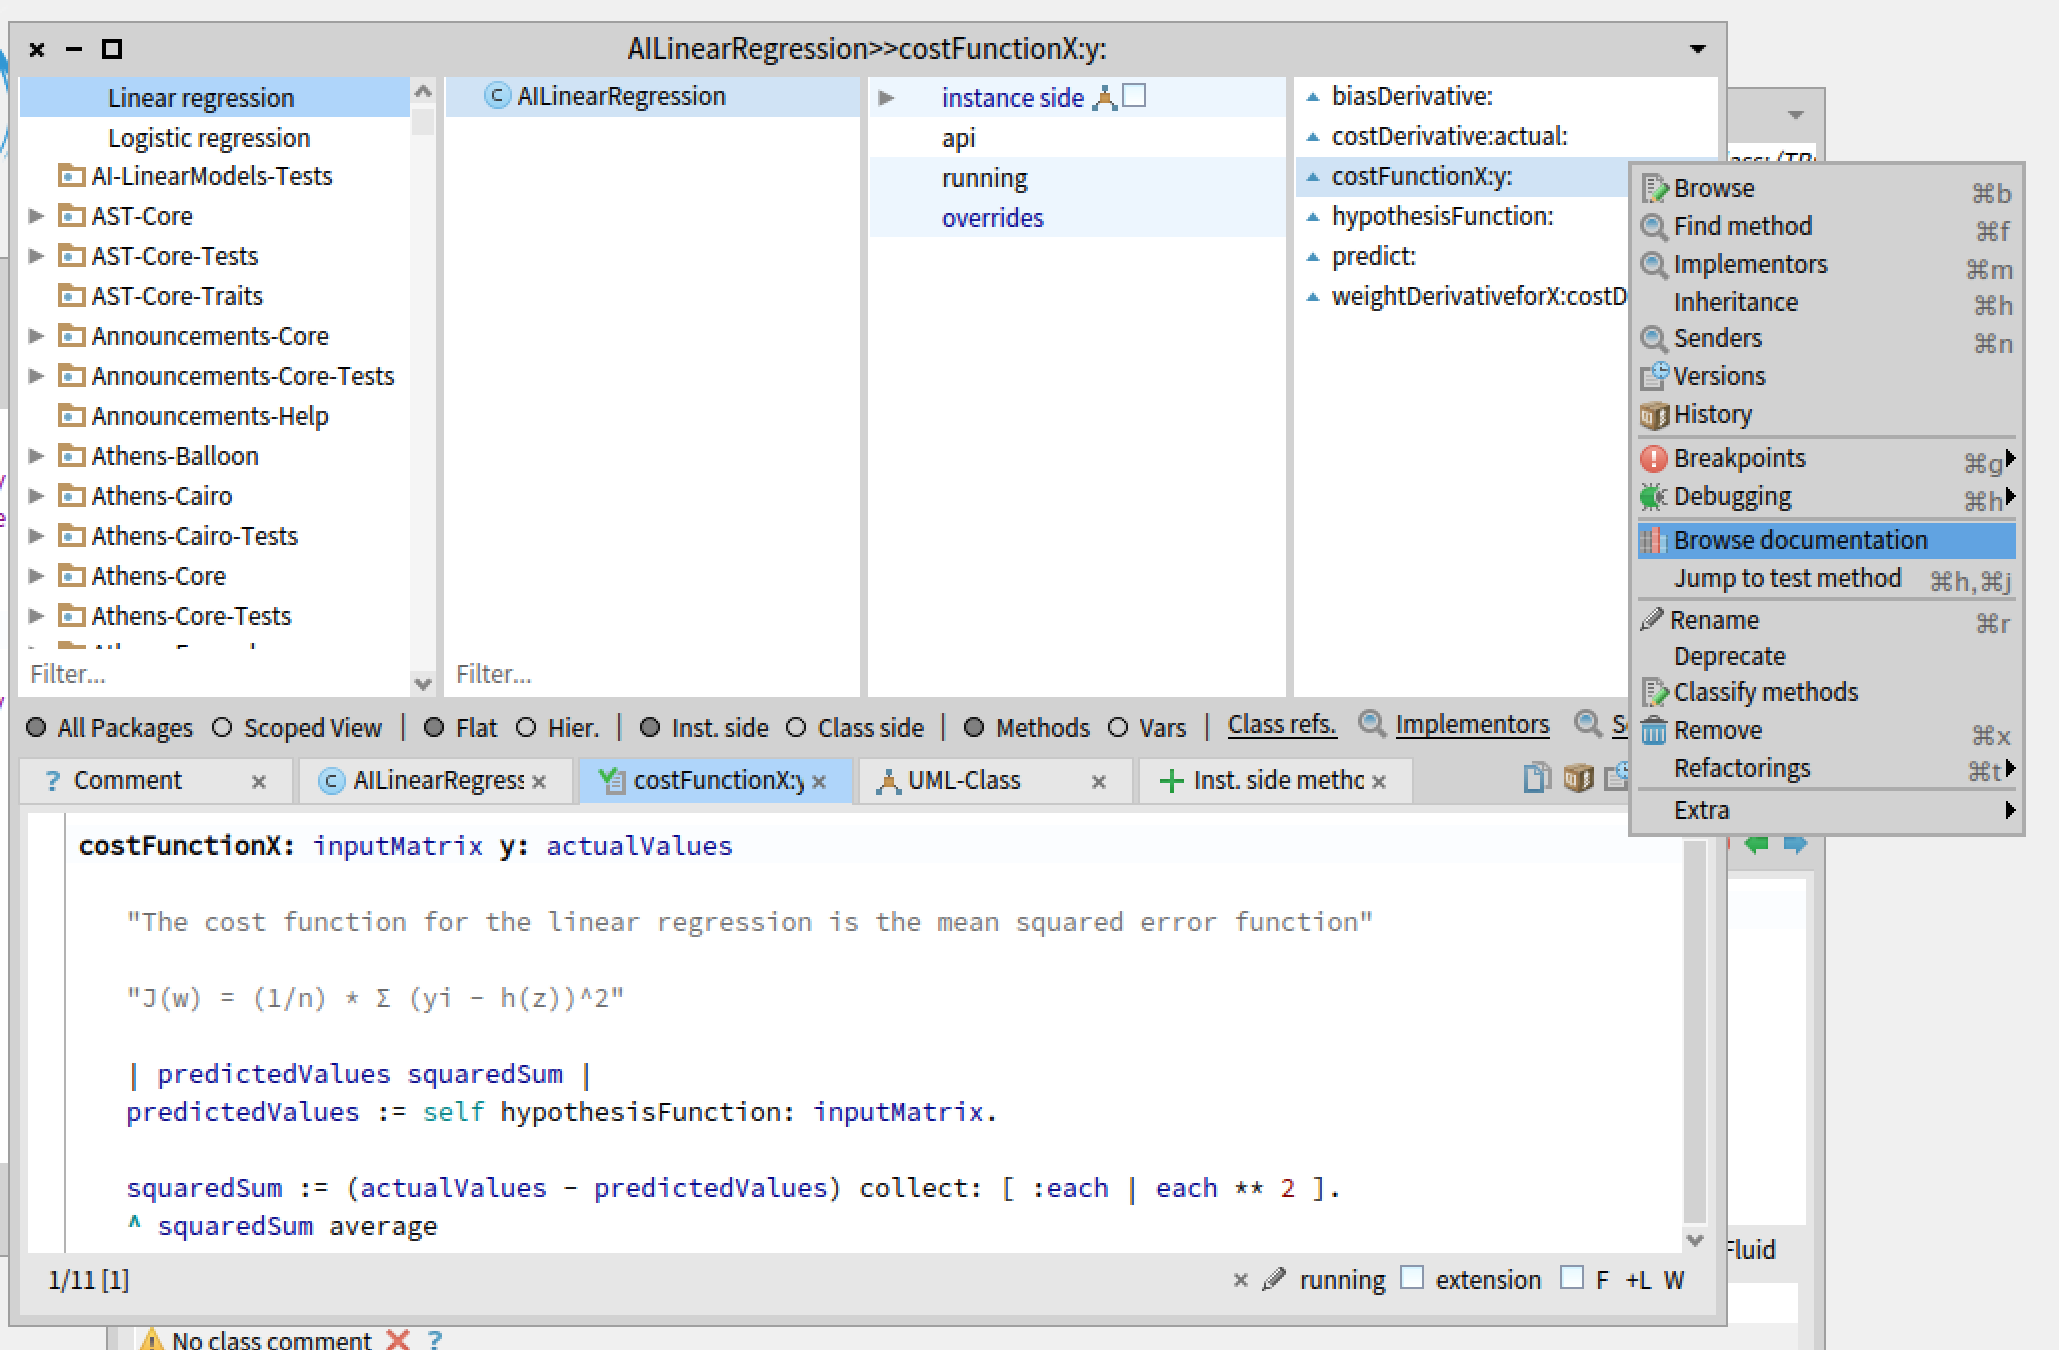 AILinearRegression>>costFunctionX:y:
Linear regression
Logistic regression
AI-LinearModels-Tests
AST-Core
AST-Core-Tests
AST-Core-Traits
Announcements-Core
Announcements-Core-Tests
Announcements-Help
Athens-Balloon
Athens-Cairo
Athens-Cairo-Tests
Athens-Core
Athens-Core-Tests
Filter...
AILinearRegression
Filter...
instance side
api
running
overrides
biasDerivative:
costDerivative:actual:
costFunctionX:y:
hypothesisFunction:
predict:
weightDerivativeforX:costD
Browse ⌘b
Find method ⌘f
Implementors ⌘m
Inheritance ⌘h
Senders ⌘n
Versions
History
Breakpoints ⌘g
Debugging ⌘h
Browse documentation
Jump to test method ⌘h,⌘j
Rename ⌘r
Deprecate
Classify methods
Remove ⌘x
Refactorings ⌘t
Extra
All Packages Scoped View | Flat Hier. | Inst. side Class side | Methods Vars | Class refs. Implementors
? Comment AILinearRegress costFunctionX:y UML-Class Inst. side metho
costFunctionX: inputMatrix y: actualValues
"The cost function for the linear regression is the mean squared error function"
"J(w) = (1/n) * Σ (yi - h(z))^2"
| predictedValues squaredSum |
predictedValues := self hypothesisFunction: inputMatrix.
squaredSum := (actualValues - predictedValues) collect: [ :each | each ** 2 ].
^ squaredSum average
1/11 [1] running extension F +L W
Fluid
No class comment ?